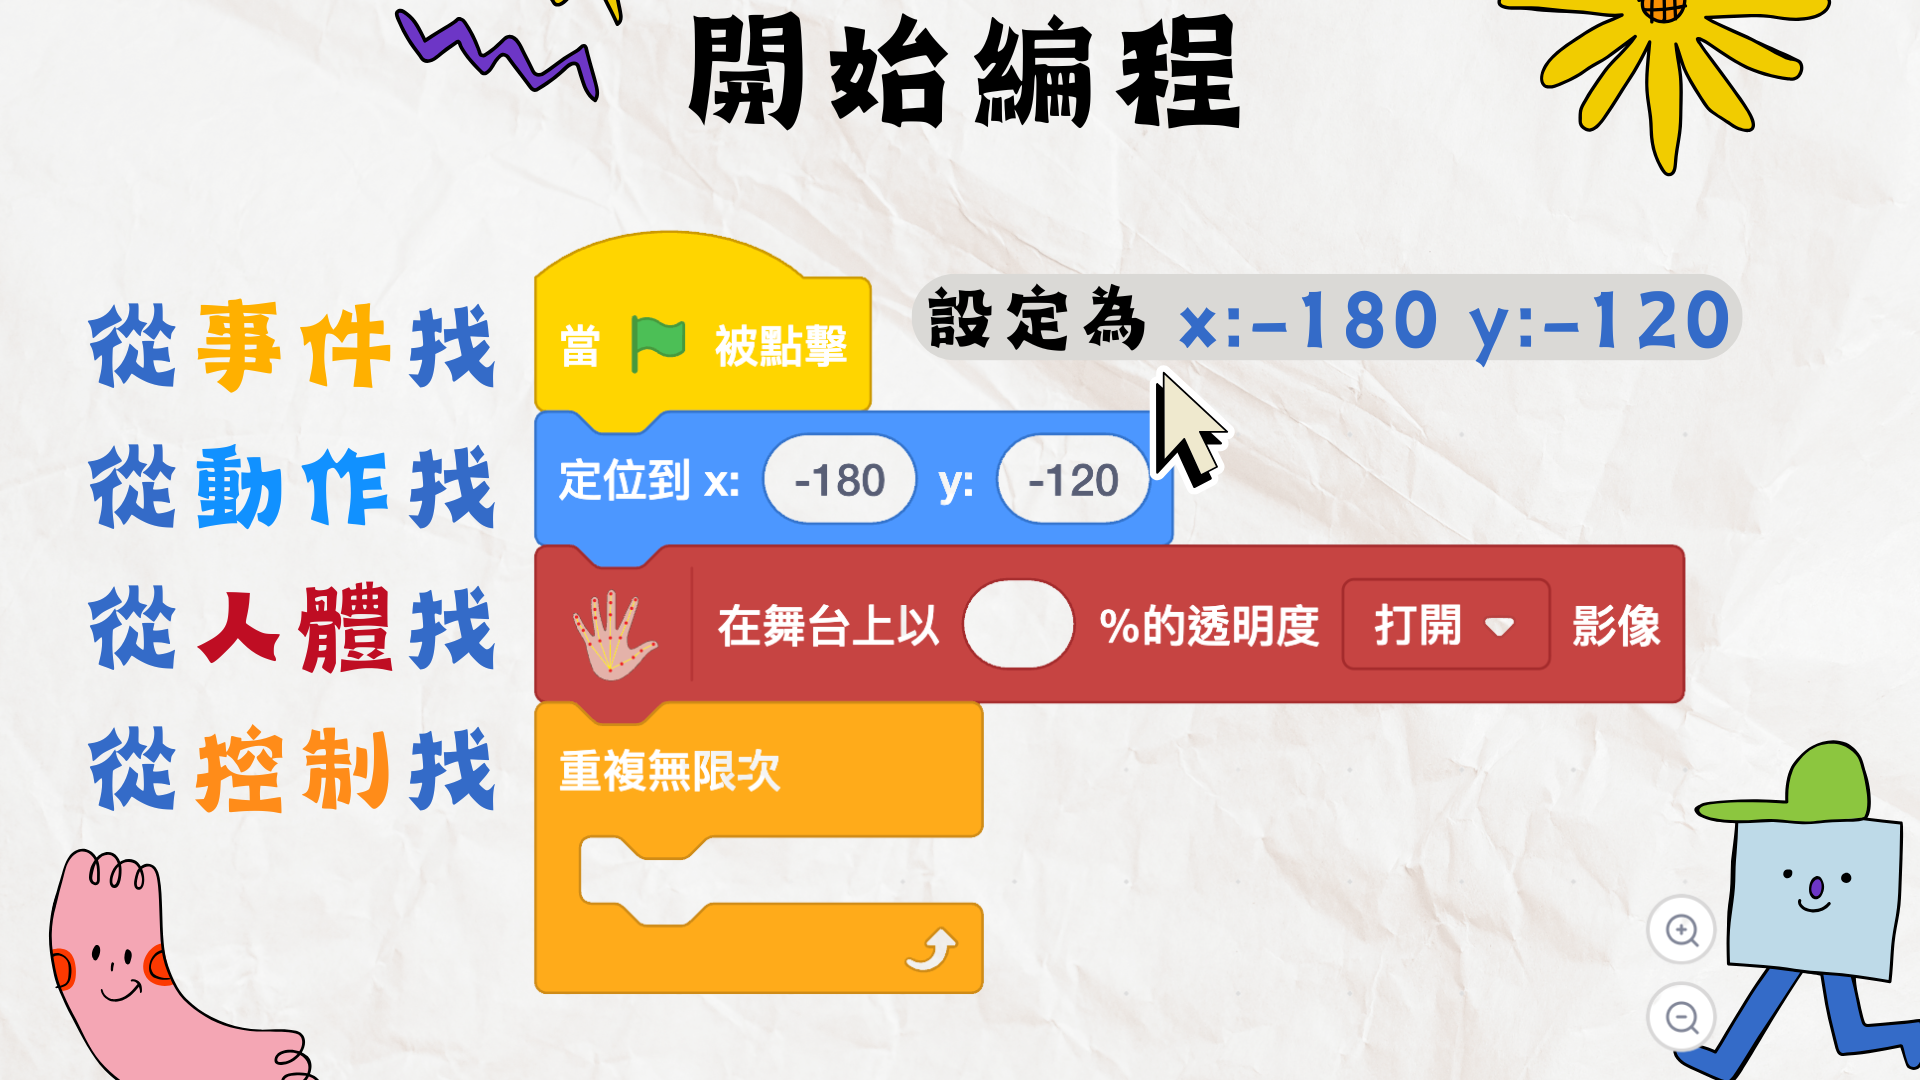 開始編程
從事件找
當 被點擊
設定為 x:-180 y:-120
從動作找
定位到 x: -180 y: -120
從人體找
在舞台上以 %的透明度 打開 影像
從控制找
重複無限次